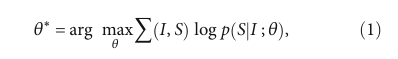 θ* = arg max_θ ∑(I, S) log p(S|I ; θ), (1)